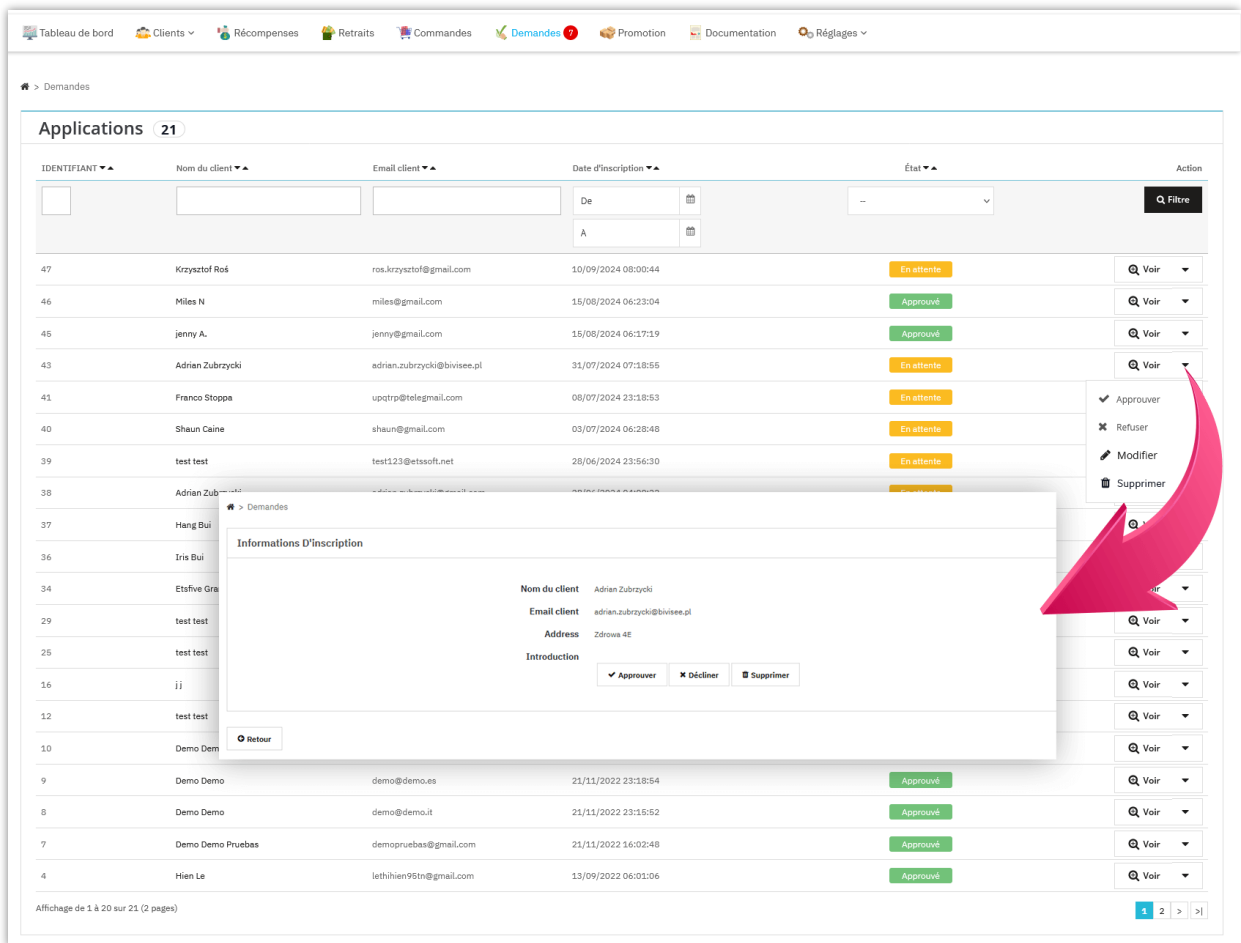 Tableau de bord Clients Récompenses Retraits Commandes Demandes 7 Promotion Documentation Réglages
> Demandes
Applications 21
IDENTIFIANT Nom du client Email client Date d'inscription État Action
De -- Filtre
A
47 Krzysztof Roś ros.krzysztof@gmail.com 10/09/2024 08:00:44 En attente Voir
46 Miles N miles@gmail.com 15/08/2024 06:23:04 Approuvé Voir
45 jenny A. jenny@gmail.com 15/08/2024 06:17:19 Approuvé Voir
43 Adrian Zubrzycki adrian.zubrzycki@bivisee.pl 31/07/2024 07:18:55 En attente Voir
41 Franco Stoppa upqtrp@telegmail.com 08/07/2024 23:18:53 En attente
Approuver
40 Shaun Caine shaun@gmail.com 03/07/2024 06:28:48 En attente
Refuser
Modifier
39 test test test123@etssoft.net 28/06/2024 23:56:30 En attente
Supprimer
38 Adrian
37 Hang Bui
36 Iris Bui
34 Etsfive
29 test test Voir
25 test test Voir
16 j j Voir
12 test test Voir
10 Demo Voir
> Demandes
Informations D'inscription
Nom du client Adrian Zubrzycki
Email client adrian.zubrzycki@bivisee.pl
Address Zdrowa 4E
Introduction
Approuver Décliner Supprimer
Retour
9 Demo Demo demo@demo.es 21/11/2022 23:18:54 Approuvé Voir
8 Demo Demo demo@demo.it 21/11/2022 23:15:52 Approuvé Voir
7 Demo Demo Pruebas demopruebas@gmail.com 21/11/2022 16:02:48 Approuvé Voir
4 Hien Le lethihien95tn@gmail.com 13/09/2022 06:01:06 Approuvé Voir
Affichage de 1 à 20 sur 21 (2 pages) 1 2 > >|